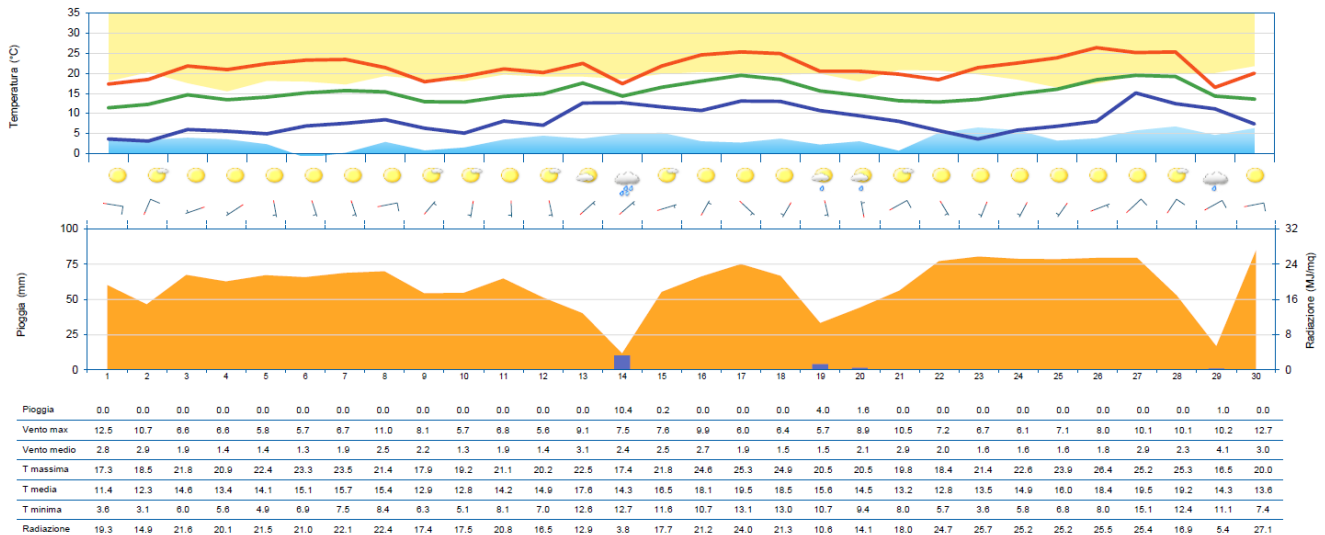 35
30
25
20
15
10
5
0
Temperatura (°C)
100
75
50
25
0
Pioggia (mm)
32
24
16
8
0
Radiazione (MJ/mq)
1 2 3 4 5 6 7 8 9 10 11 12 13 14 15 16 17 18 19 20 21 22 23 24 25 26 27 28 29 30
Pioggia 0.0 0.0 0.0 0.0 0.0 0.0 0.0 0.0 0.0 0.0 0.0 0.0 0.0 10.4 0.2 0.0 0.0 0.0 4.0 1.6 0.0 0.0 0.0 0.0 0.0 0.0 0.0 0.0 1.0 0.0
Vento max 12.5 10.7 6.6 6.6 5.8 5.7 6.7 11.0 8.1 5.7 6.8 5.6 9.1 7.5 7.6 9.9 6.0 6.4 5.7 8.9 10.5 7.2 6.7 6.1 7.1 8.0 10.1 10.1 10.2 12.7
Vento medio 2.8 2.9 1.9 1.4 1.4 1.3 1.9 2.5 2.2 1.3 1.9 1.4 3.1 2.4 2.5 2.7 1.9 1.5 1.5 2.1 2.9 2.0 1.6 1.6 1.6 1.8 2.9 2.3 4.1 3.0
T massima 17.3 18.5 21.8 20.9 22.4 23.3 23.5 21.4 17.9 19.2 21.1 20.2 22.5 17.4 21.8 24.6 25.3 24.9 20.5 20.5 19.8 18.4 21.4 22.6 23.9 26.4 25.2 25.3 16.5 20.0
T media 11.4 12.3 14.6 13.4 14.1 15.1 15.7 15.4 12.9 12.8 14.2 14.9 17.6 14.3 16.5 18.1 19.5 18.5 15.6 14.5 13.2 12.8 13.5 14.9 16.0 18.4 19.5 19.2 14.3 13.6
T minima 3.6 3.1 6.0 5.6 4.9 6.9 7.5 8.4 6.3 5.1 8.1 7.0 12.6 12.7 11.6 10.7 13.1 13.0 10.7 9.4 8.0 5.7 3.6 5.8 6.8 8.0 15.1 12.4 11.1 7.4
Radiazione 19.3 14.9 21.6 20.1 21.5 21.0 22.1 22.4 17.4 17.5 20.8 16.5 12.9 3.8 17.7 21.2 24.0 21.3 10.6 14.1 18.0 24.7 25.7 25.2 25.2 25.5 25.4 16.9 5.4 27.1